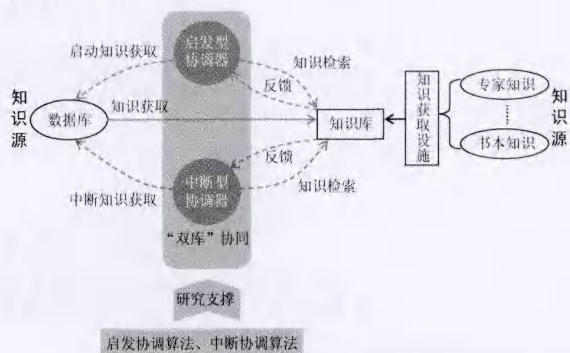 启发型
协调器
启动知识获取
知识检索
反馈
知识源
数据库
知识获取
知识库
知识获取设施
专家知识
书本知识
知识源
反馈
中断型
协调器
中断知识获取
知识检索
“双库”协同
研究支撑
启发协调算法、中断协调算法